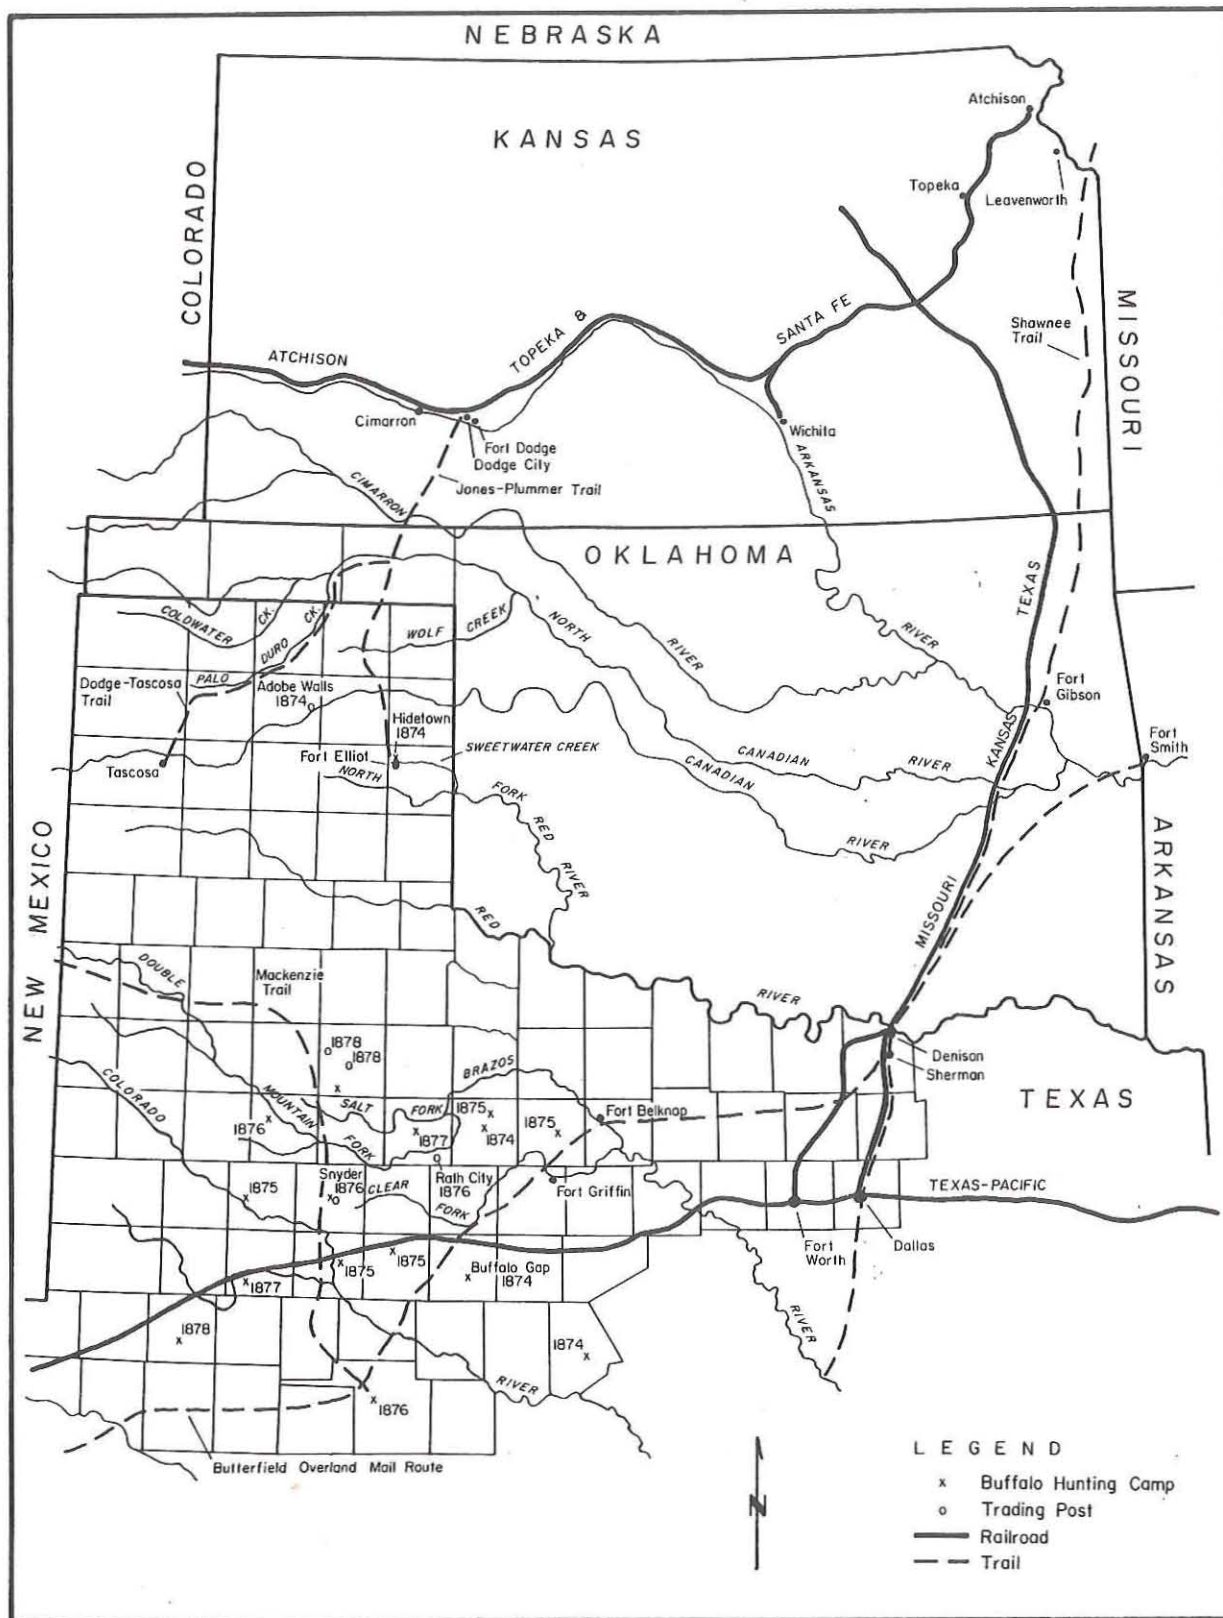 NEBRASKA
KANSAS
COLORADO
MISSOURI
Atchison
Topeka
Leavenworth
Shawnee
Trail
ATCHISON
TOPEKA &
SANTA FE
Cimarron
Fort Dodge
Dodge City
Jones-Plummer Trail
Wichita
ARKANSAS
RIVER
CIMARRON
RIVER
OKLAHOMA
TEXAS
KANSAS
MISSOURI
COLDWATER
CK.
PALO
DURO
CK.
WOLF CREEK
NORTH
CANADIAN
RIVER
CANADIAN
RIVER
Dodge-Tascosa
Trail
Adobe Walls
1874
Hidetown
1874
Fort Elliot
SWEETWATER CREEK
Tascosa
NORTH
FORK
RED
RIVER
Fort
Gibson
Fort
Smith
NEW MEXICO
ARKANSAS
RED
RIVER
DOUBLE
MOUNTAIN
FORK
Mackenzie
Trail
1878
1878
COLORADO
RIVER
SALT
FORK
BRAZOS
RIVER
1876
1877
1875
1874
1875
Fort Belknap
Denison
Sherman
TEXAS
1875
Snyder
1876
CLEAR
FORK
Rath City
1876
Fort Griffin
TEXAS-PACIFIC
Fort
Worth
Dallas
1877
1875
1875
Buffalo Gap
1874
1878
1874
1876
Butterfield Overland Mail Route
N
LEGEND
x Buffalo Hunting Camp
o Trading Post
Railroad
Trail